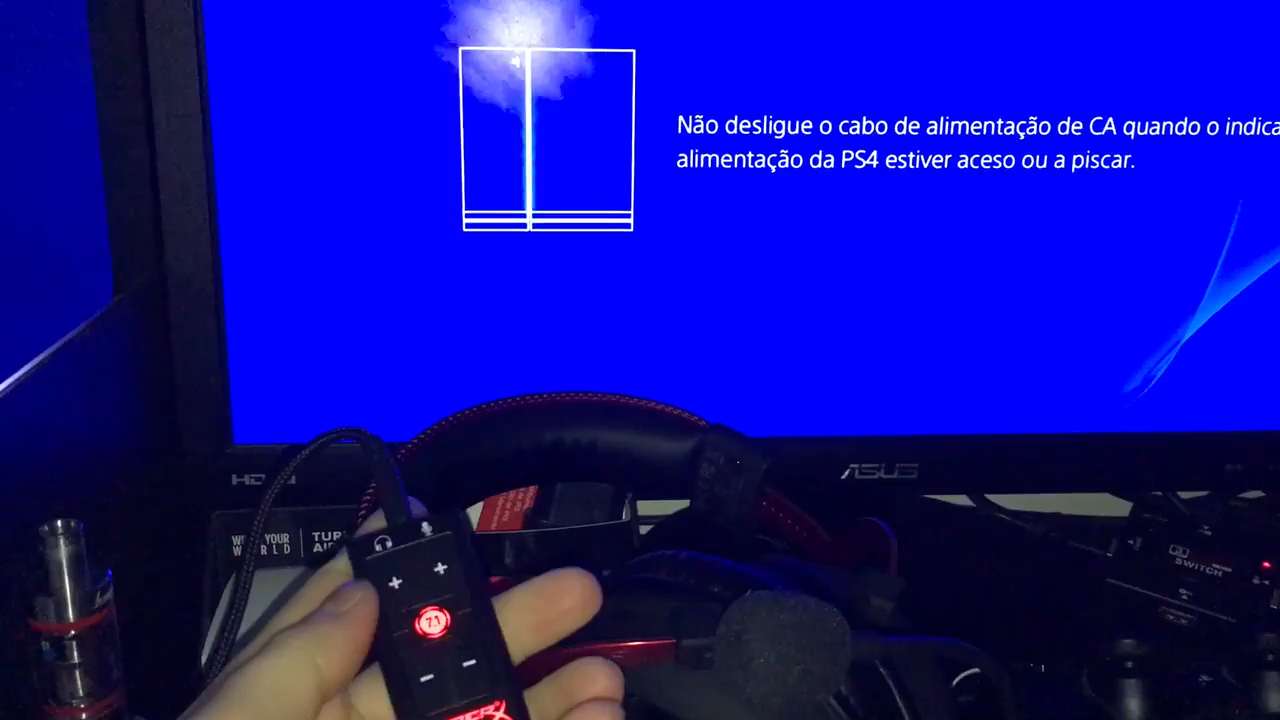 Não desligue o cabo de alimentação de CA quando o
alimentação da PS4 estiver aceso ou a piscar.
ASUS
SWITCH
7.1